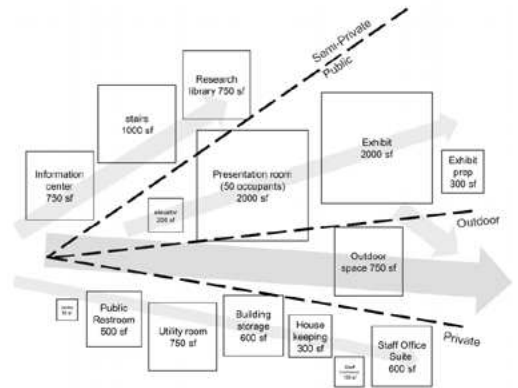 Semi-Private
Public
Research
library 750 sf
stairs
1000 sf
Exhibit
2000 sf
Information
center
750 sf
Presentation room
(50 occupants)
2000 sf
Exhibit
prep
300 sf
elevator
200 sf
Outdoor
Outdoor
space 750 sf
Public
Restroom
500 sf
Utility room
750 sf
Building
storage
600 sf
House
keeping
300 sf
Private
Staff Office
Suite
600 sf
Staff